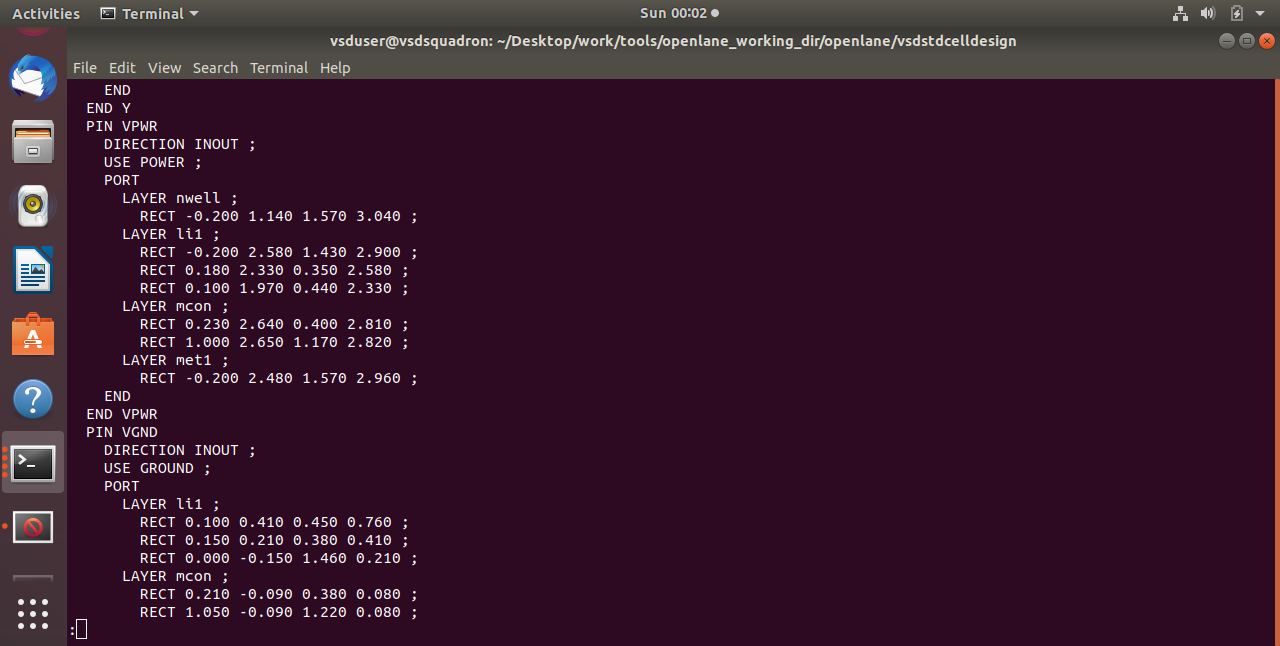 Activities Terminal Sun 00:02
vsduser@vsdsquadron: ~/Desktop/work/tools/openlane_working_dir/openlane/vsdstdcelldesign
File Edit View Search Terminal Help
END
END Y
PIN VPWR
DIRECTION INOUT ;
USE POWER ;
PORT
LAYER nwell ;
RECT -0.200 1.140 1.570 3.040 ;
LAYER li1 ;
RECT -0.200 2.580 1.430 2.900 ;
RECT 0.180 2.330 0.350 2.580 ;
RECT 0.100 1.970 0.440 2.330 ;
LAYER mcon ;
RECT 0.230 2.640 0.400 2.810 ;
RECT 1.000 2.650 1.170 2.820 ;
LAYER met1 ;
RECT -0.200 2.480 1.570 2.960 ;
END
END VPWR
PIN VGND
DIRECTION INOUT ;
USE GROUND ;
PORT
LAYER li1 ;
RECT 0.100 0.410 0.450 0.760 ;
RECT 0.150 0.210 0.380 0.410 ;
RECT 0.000 -0.150 1.460 0.210 ;
LAYER mcon ;
RECT 0.210 -0.090 0.380 0.080 ;
RECT 1.050 -0.090 1.220 0.080 ;
: